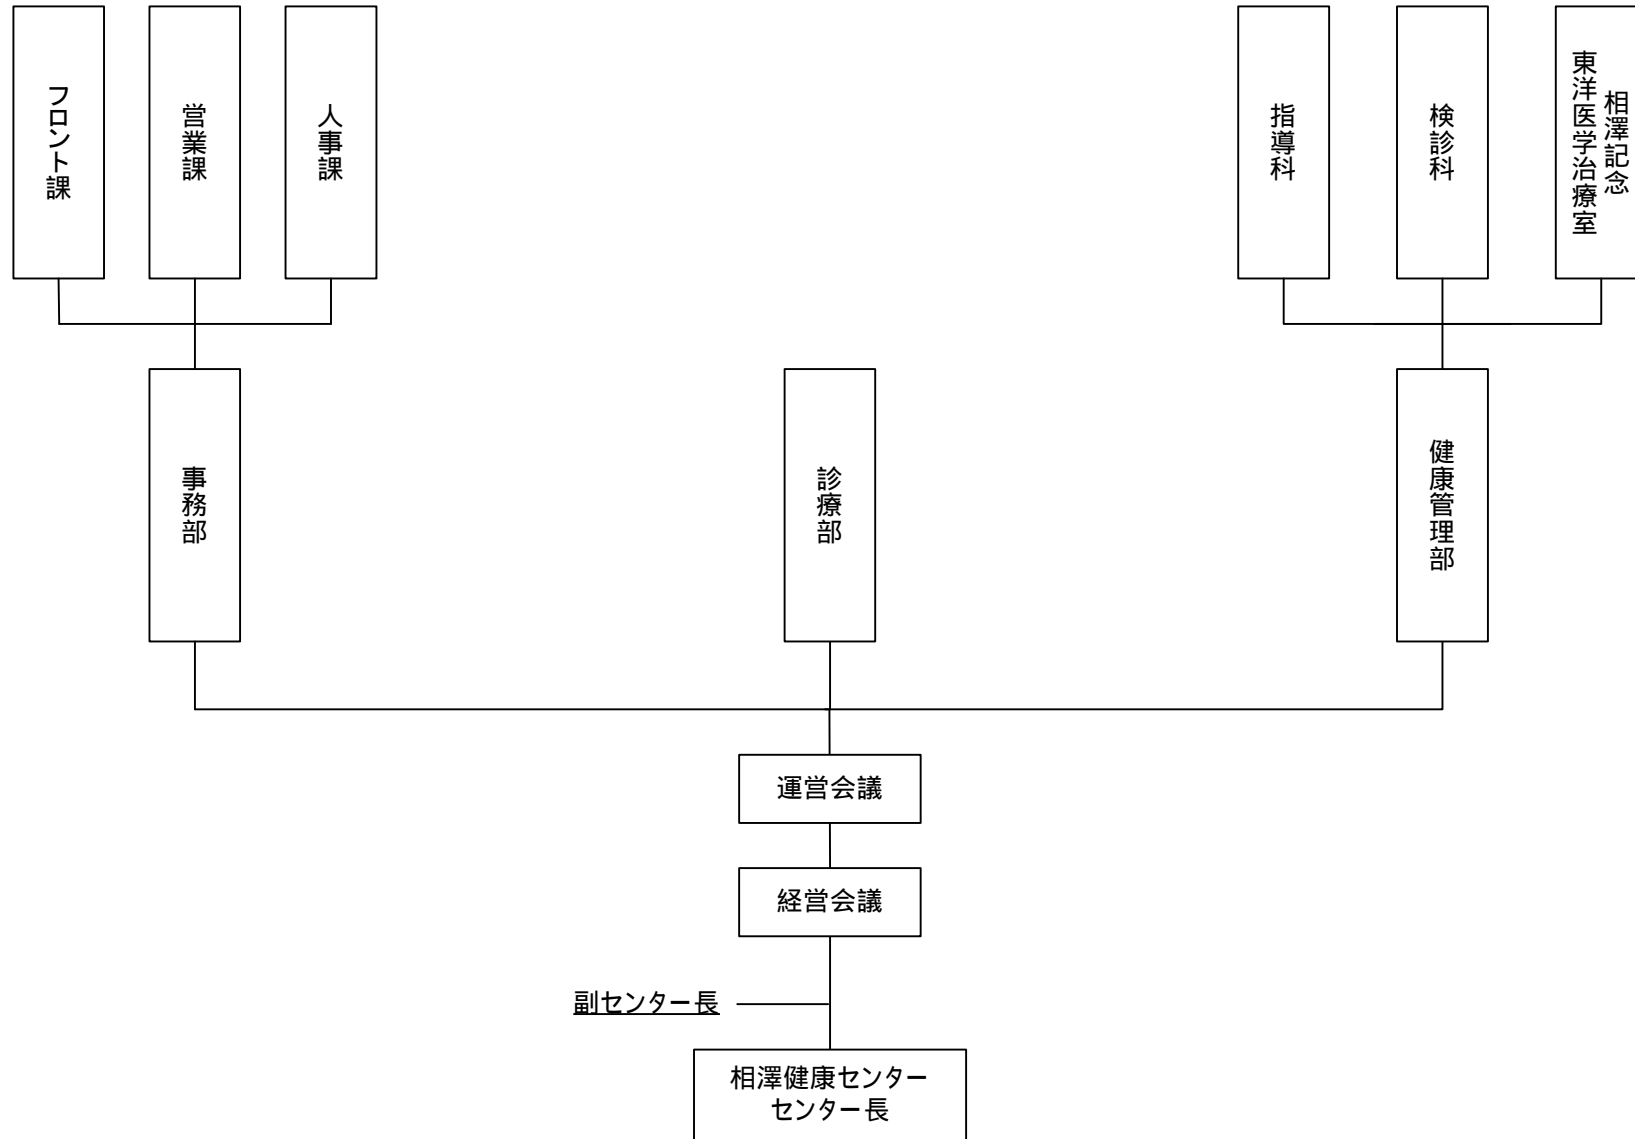 フロント課
営業課
人事課
指導科
検診科
相澤記念
東洋医学治療室
事務部
診療部
健康管理部
運営会議
経営会議
副センター長
相澤健康センター
センター長